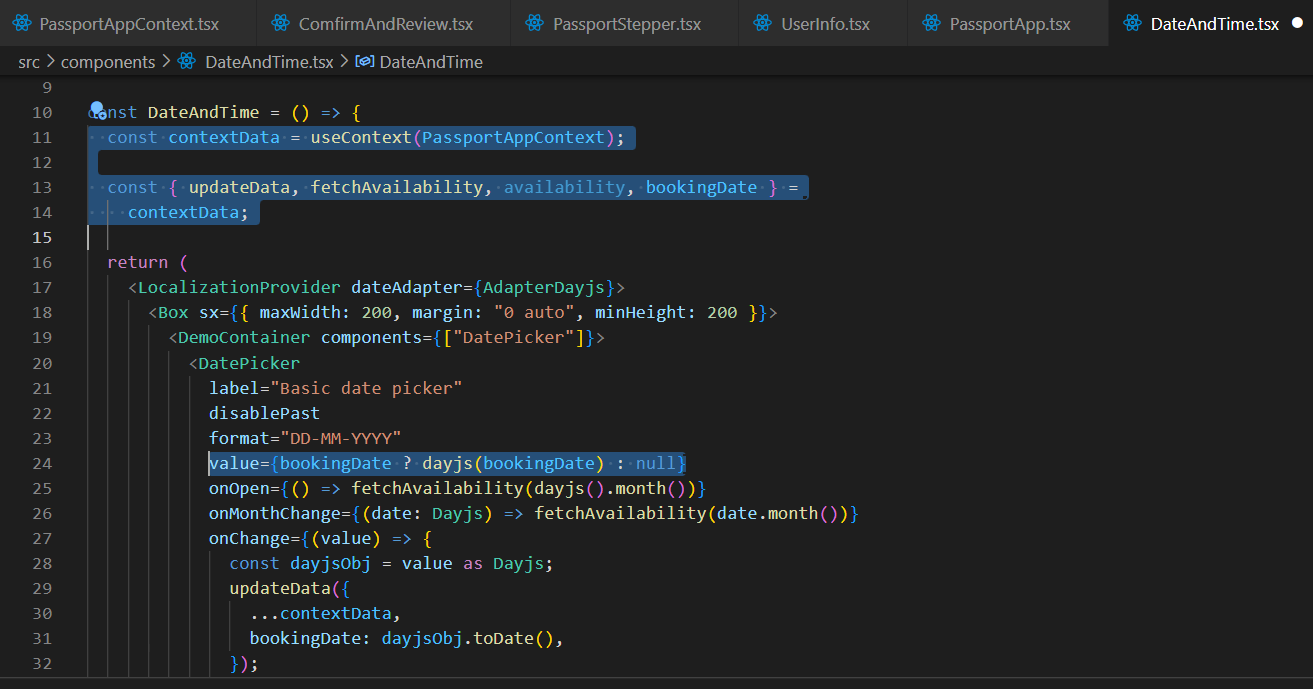 PassportAppContext.tsx ComfirmAndReview.tsx PassportStepper.tsx UserInfo.tsx PassportApp.tsx DateAndTime.tsx
src > components > DateAndTime.tsx > DateAndTime
9
10 const DateAndTime = () => {
11 const contextData = useContext(PassportAppContext);
12
13 const { updateData, fetchAvailability, availability, bookingDate } =
14 contextData;
15
16 return (
17 <LocalizationProvider dateAdapter={AdapterDayjs}>
18 <Box sx={{ maxWidth: 200, margin: "0 auto", minHeight: 200 }}>
19 <DemoContainer components={["DatePicker"]}>
20 <DatePicker
21 label="Basic date picker"
22 disablePast
23 format="DD-MM-YYYY"
24 value={bookingDate ? dayjs(bookingDate) : null}
25 onOpen={() => fetchAvailability(dayjs().month())}
26 onMonthChange={(date: Dayjs) => fetchAvailability(date.month())}
27 onChange={(value) => {
28 const dayjsObj = value as Dayjs;
29 updateData({
30 ...contextData,
31 bookingDate: dayjsObj.toDate(),
32 });